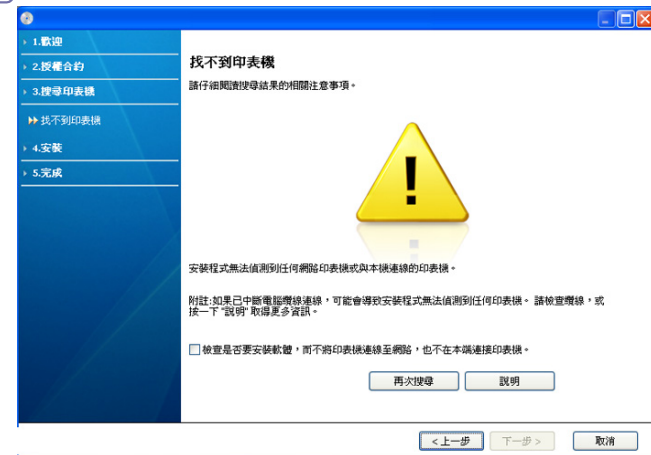 1.歡迎
2.授權合約
3.搜尋印表機
找不到印表機
4.安裝
5.完成
找不到印表機
請仔細閱讀搜尋結果的相關注意事項。
安裝程式無法偵測到任何網路印表機或與本機連線的印表機。
附註:如果已中斷電腦纜線連線，可能會導致安裝程式無法偵測到任何印表機。 請檢查纜線，或
按一下 "說明" 取得更多資訊。
檢查是否要安裝軟體，而不將印表機連線至網路，也不在本端連接印表機。
再次搜尋 說明
<上一步 下一步> 取消